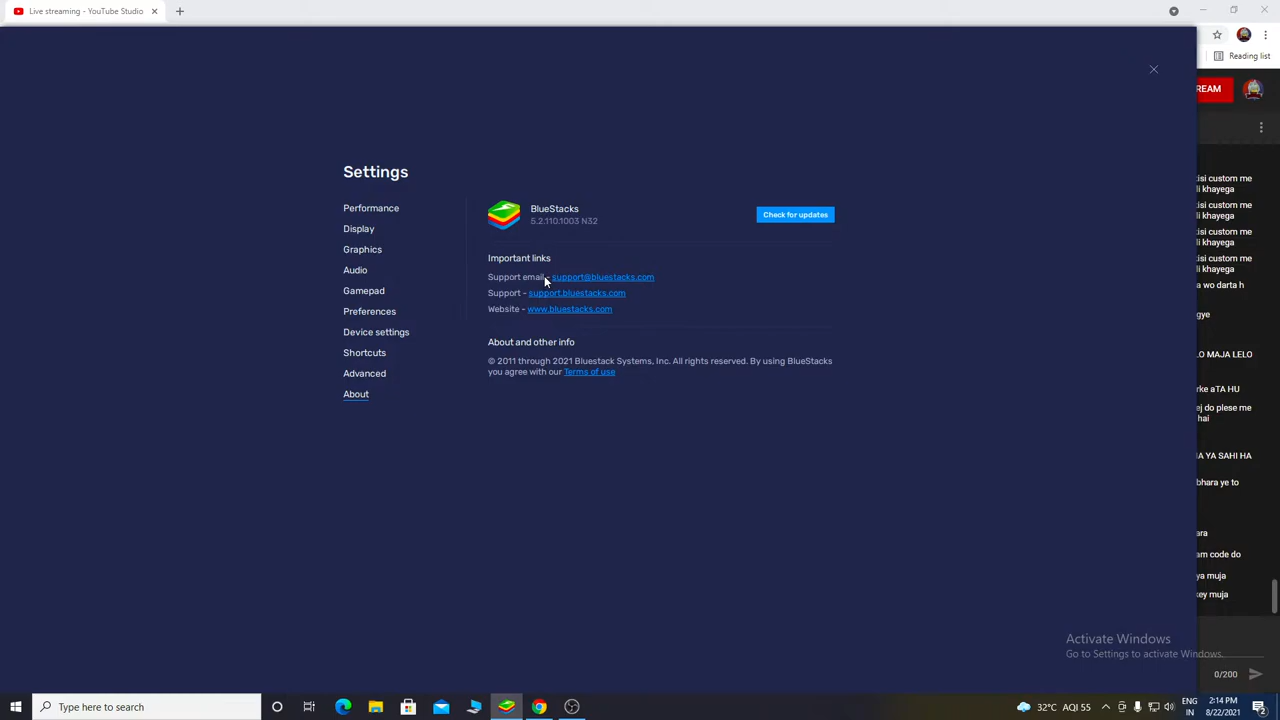 Live streaming - YouTube Studio
Reading list
REAM
Settings
Performance
Display
Graphics
Audio
Gamepad
Preferences
Device settings
Shortcuts
Advanced
About
BlueStacks
5.2.110.1003 N32
Check for updates
Important links
Support email - support@bluestacks.com
Support - support.bluestacks.com
Website - www.bluestacks.com
About and other info
© 2011 through 2021 Bluestack Systems, Inc. All rights reserved. By using BlueStacks
you agree with our Terms of use
kisi custom me
li khayega
kisi custom me
li khayega
kisi custom me
li khayega
kisi custom me
li khayega
a wo darta h
gye
LO MAJA LELO
rke aTA HU
ej do plese me
hai
IA YA SAHI HA
bhara ye to
ara
am code do
ya muja
key muja
Activate Windows
Go to Settings to activate Windows.
0/200
Type here to search
32°C AQI 55
ENG
IN
2:14 PM
8/22/2021
2